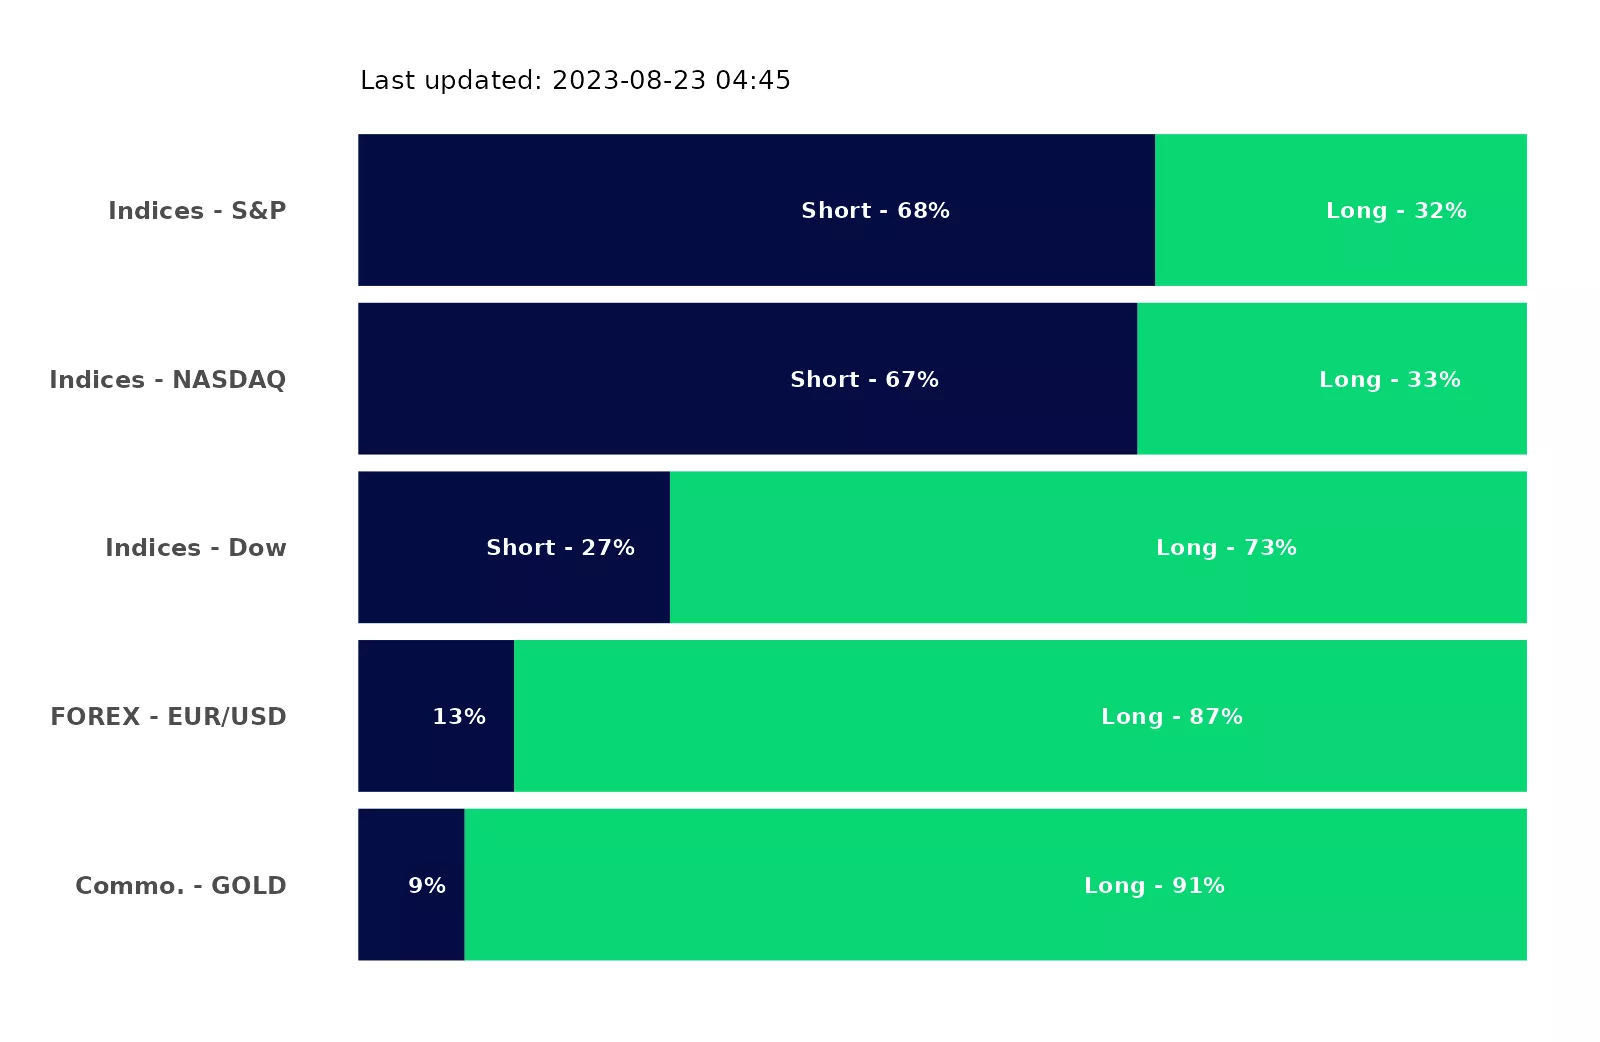 Last updated: 2023-08-23 04:45
Indices - S&P Short - 68% Long - 32%
Indices - NASDAQ Short - 67% Long - 33%
Indices - Dow Short - 27% Long - 73%
FOREX - EUR/USD 13% Long - 87%
Commo. - GOLD 9% Long - 91%